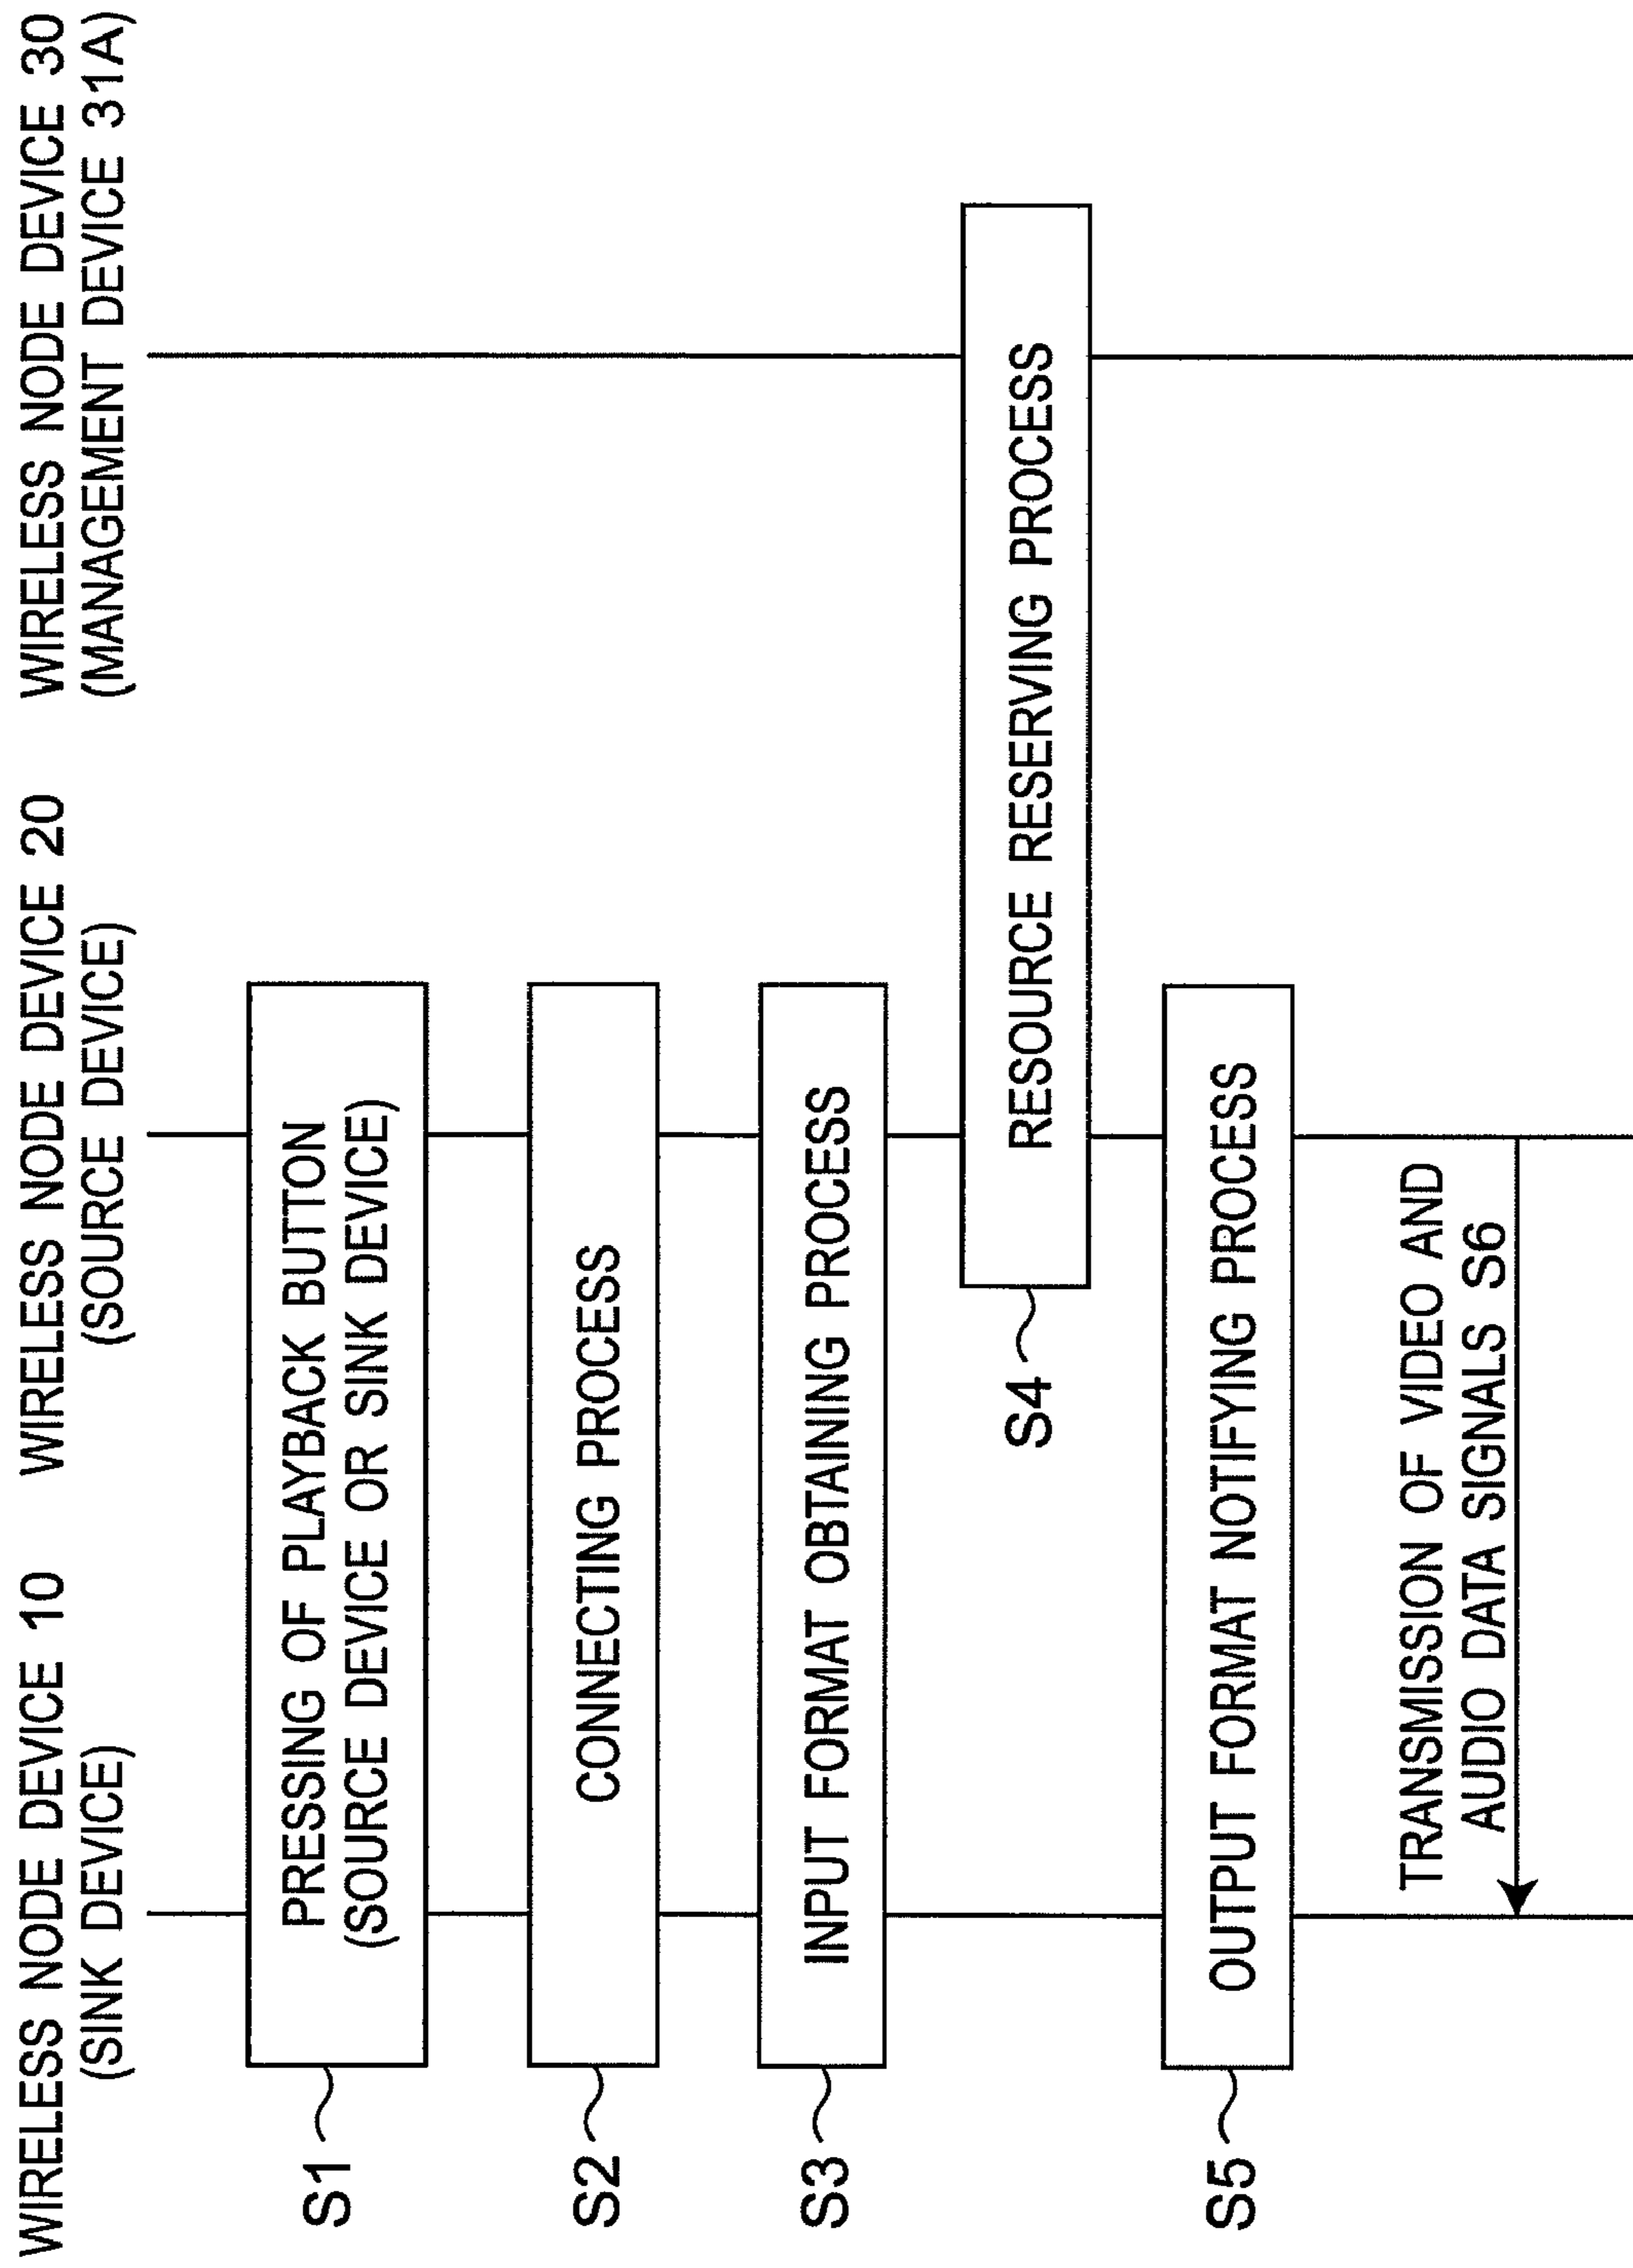 WIRELESS NODE DEVICE 10
(SINK DEVICE)
WIRELESS NODE DEVICE 20
(SOURCE DEVICE)
WIRELESS NODE DEVICE 30
(MANAGEMENT DEVICE 31A)
S1
PRESSING OF PLAYBACK BUTTON
(SOURCE DEVICE OR SINK DEVICE)
S2
CONNECTING PROCESS
S3
INPUT FORMAT OBTAINING PROCESS
S4
RESOURCE RESERVING PROCESS
S5
OUTPUT FORMAT NOTIFYING PROCESS
TRANSMISSION OF VIDEO AND
AUDIO DATA SIGNALS S6